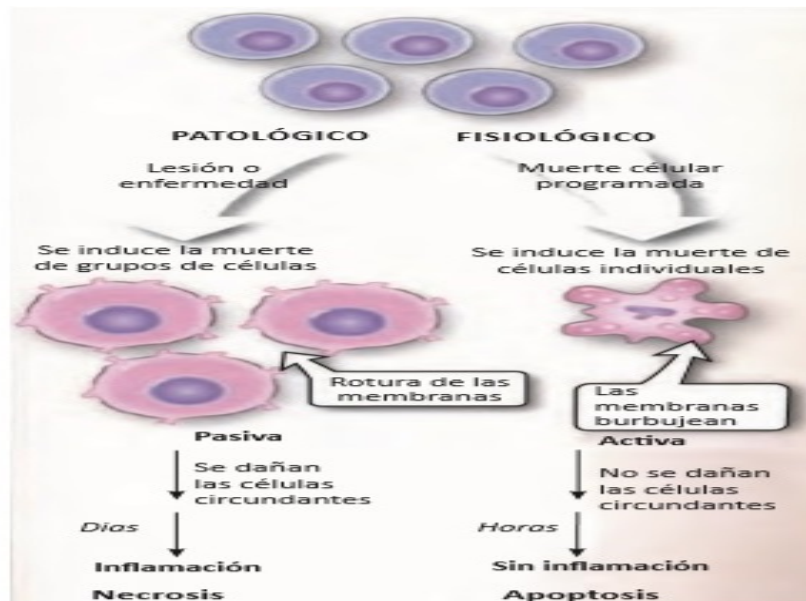 PATOLÓGICO
FISIOLÓGICO
Lesión o
enfermedad
Muerte célular
programada
Se induce la muerte
de grupos de células
Se induce la muerte de
células individuales
Rotura de las
membranas
Las
membranas
burbujean
Pasiva
Activa
Se dañan
las células
circundantes
No se dañan
las células
circundantes
Dias
Horas
Inflamación
Sin inflamación
Necrosis
Apoptosis